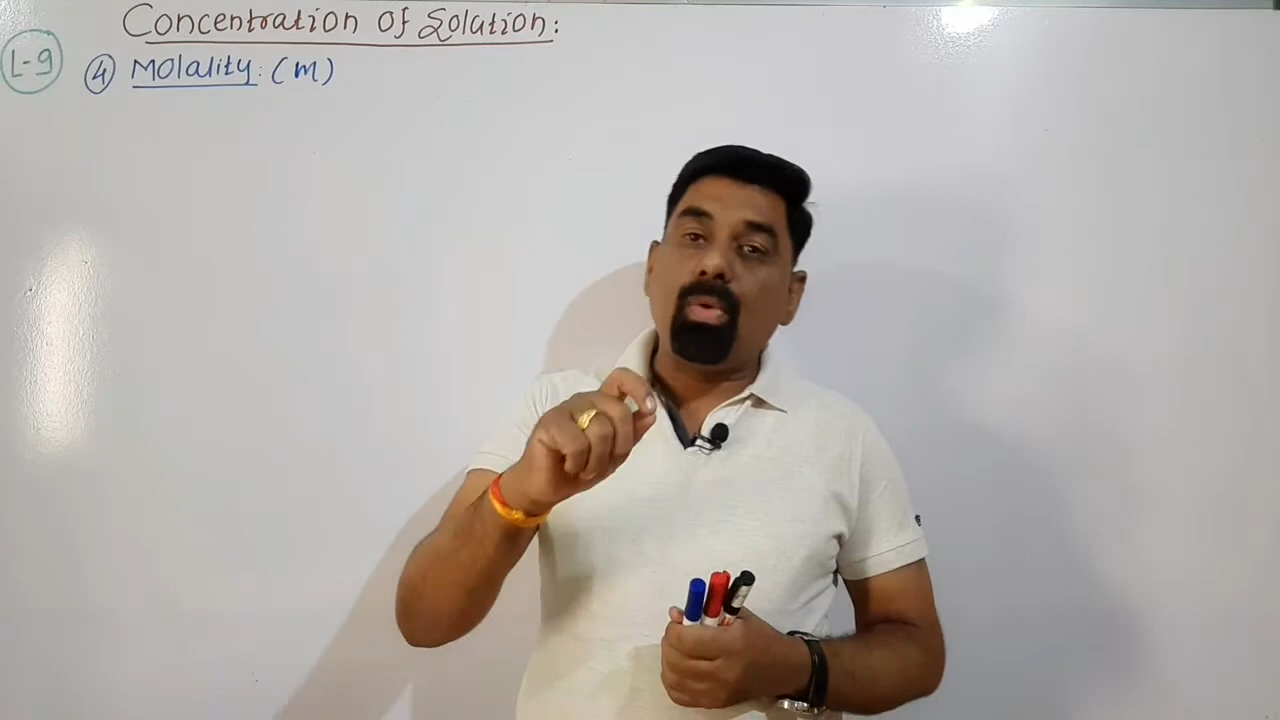 Concentration of Solution:
L-9 ④ Molality: (m)